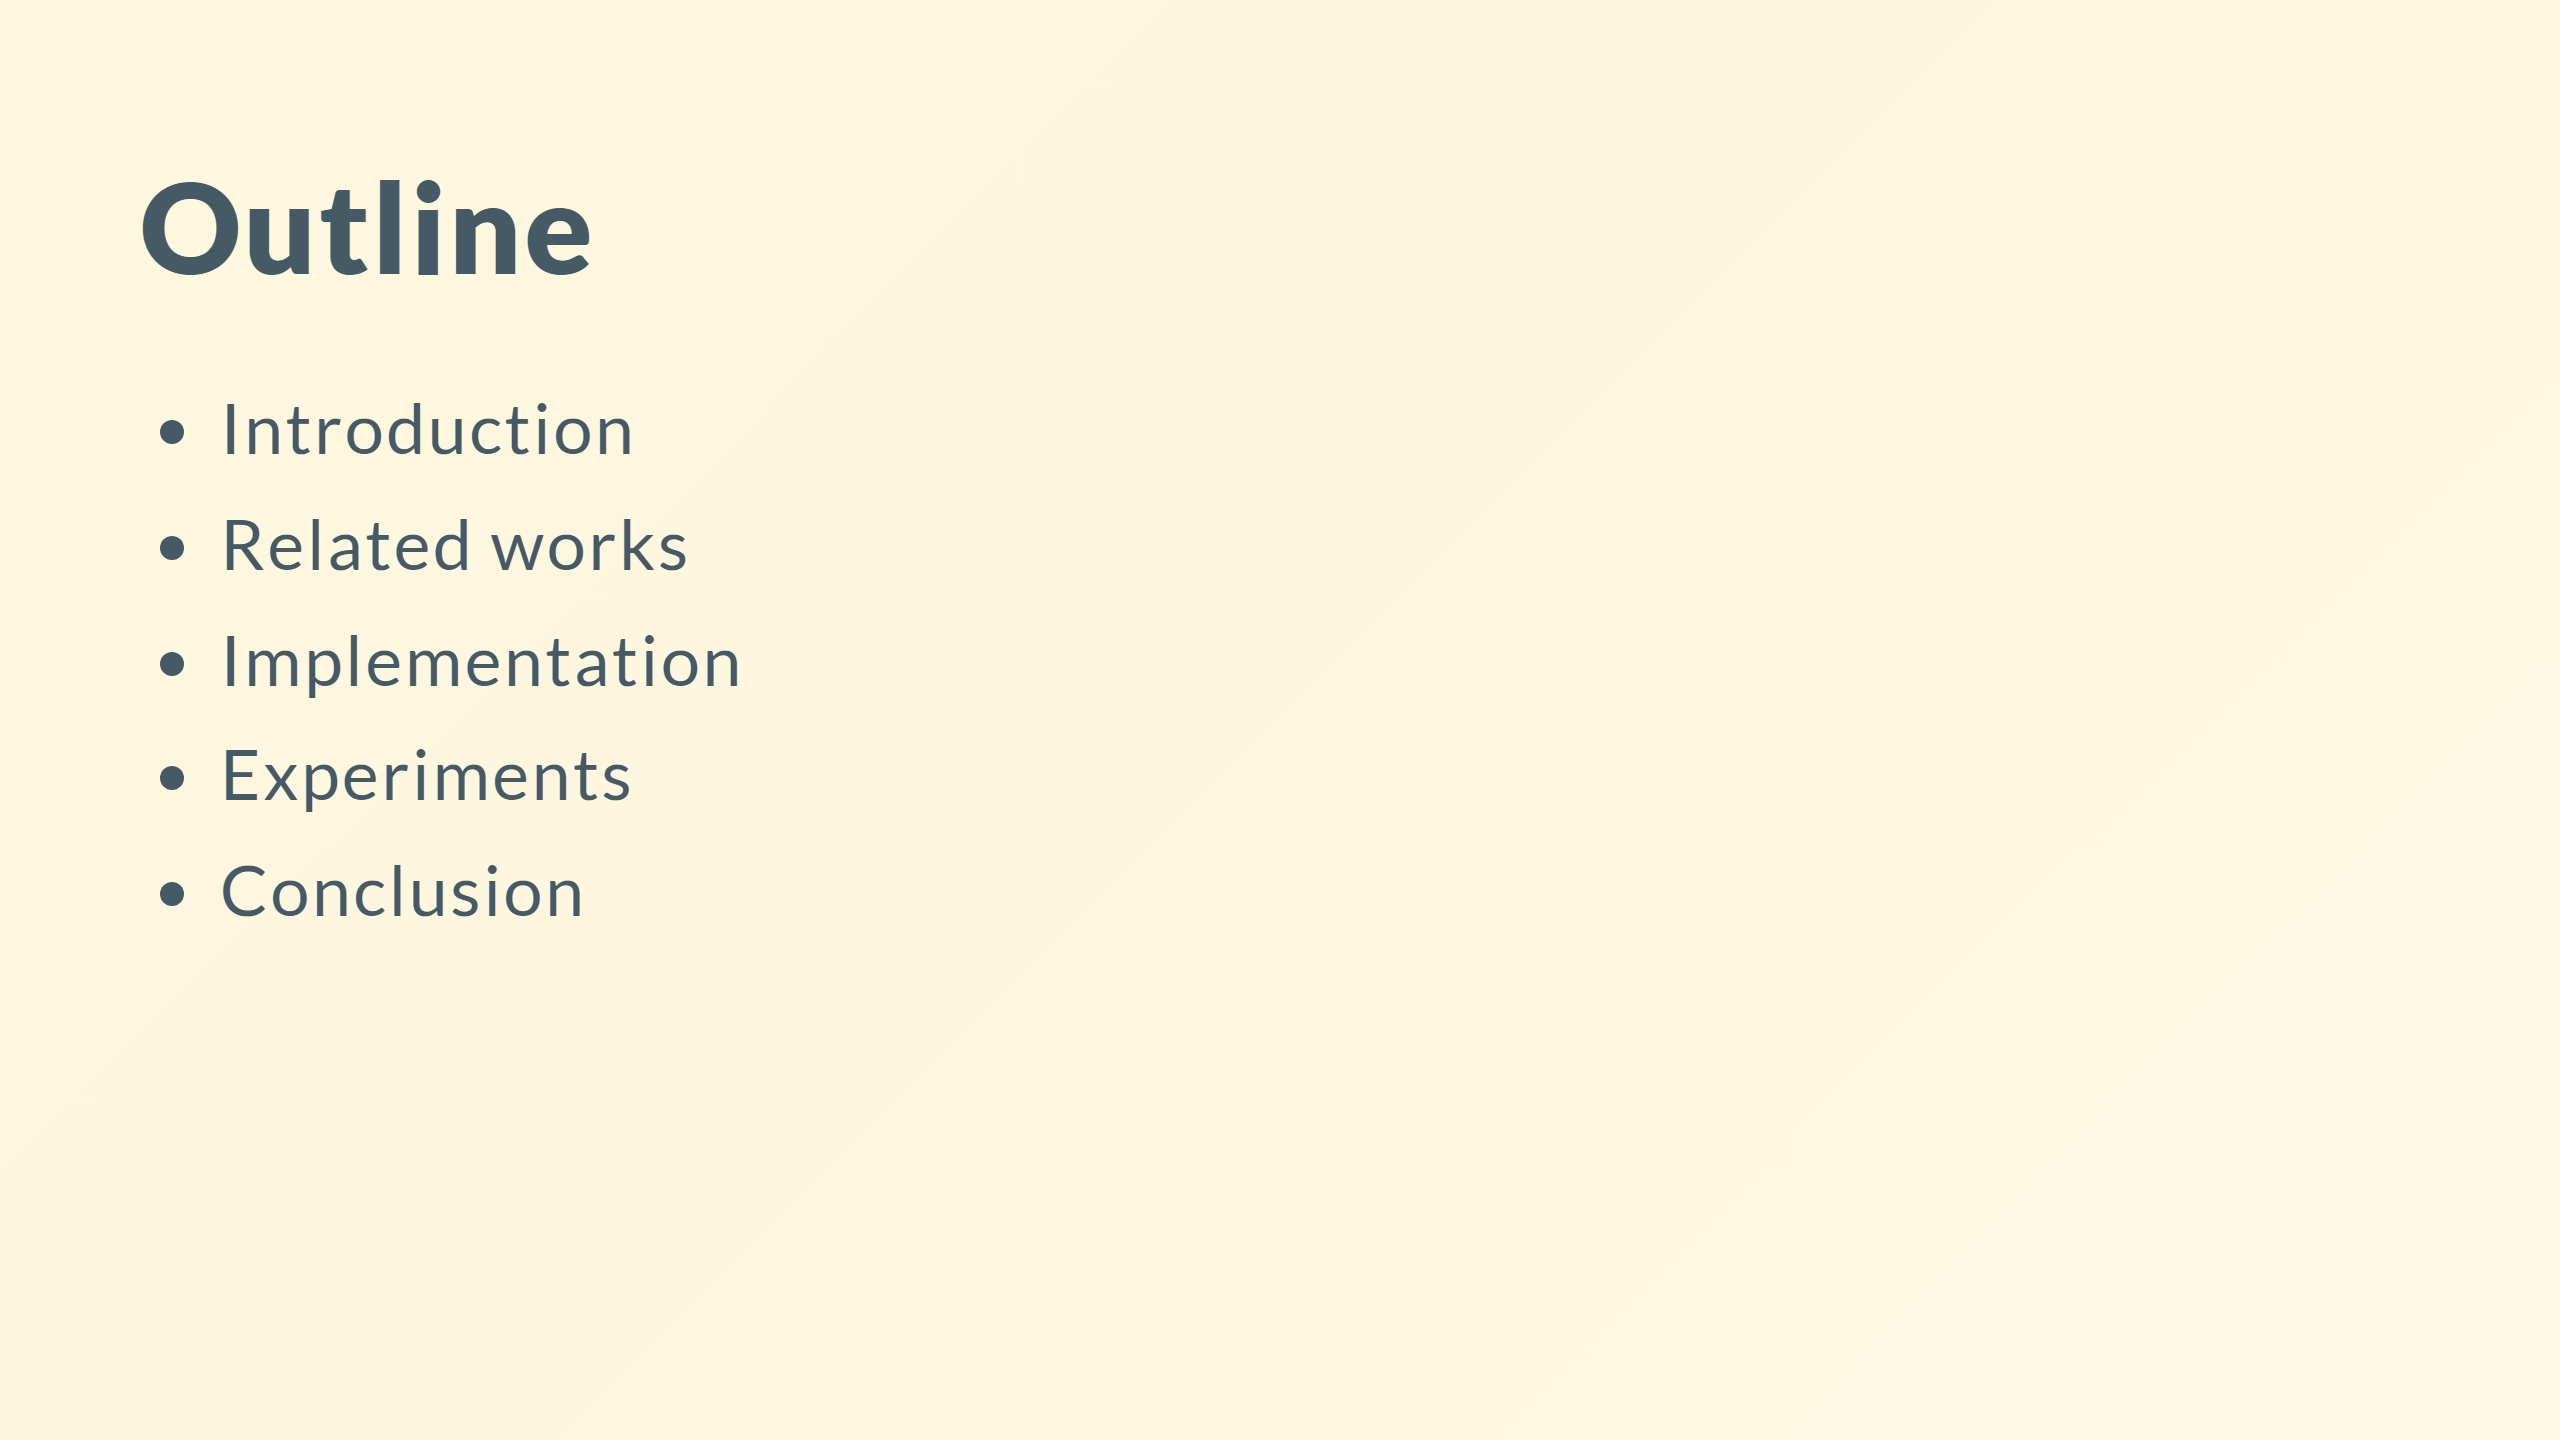 Outline
Introduction
Related works
Implementation
Experiments
Conclusion